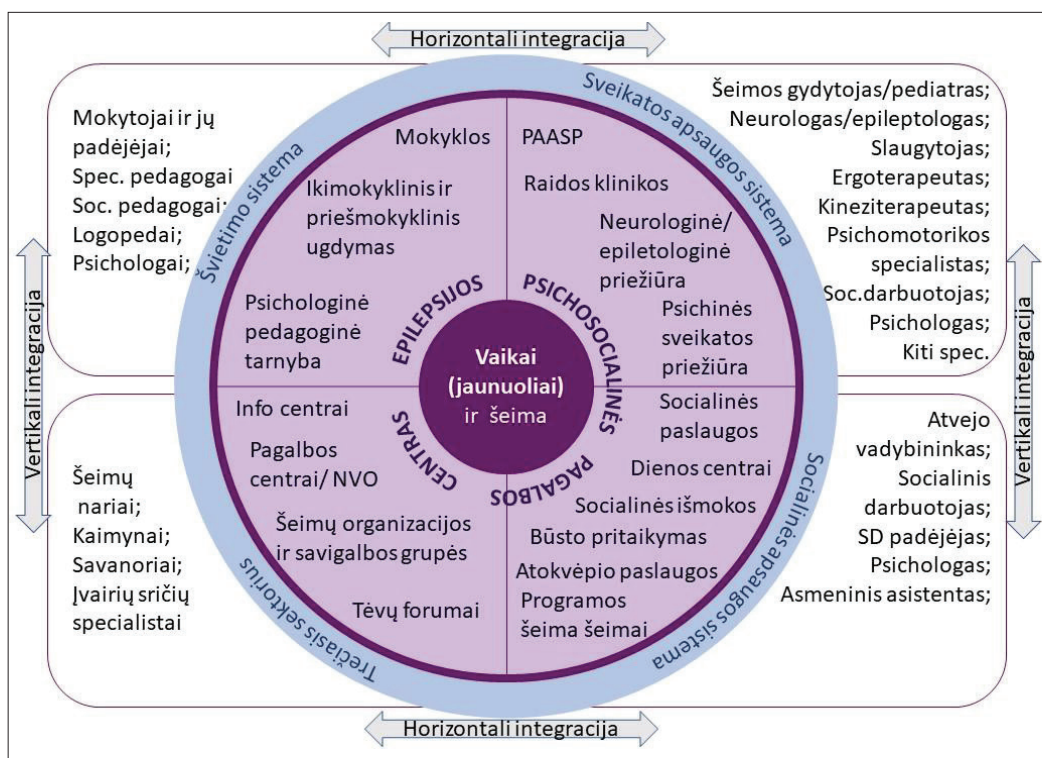 Horizontali integracija
Švietimo sistema
Sveikatos apsaugos sistema
Mokytojai ir jų
padėjėjai;
Spec. pedagogai
Soc. pedagogai;
Logopedai;
Psichologai;
Mokyklos
Ikimokyklinis ir
priešmokyklinis
ugdymas
Psichologinė
pedagoginė
tarnyba
PAASP
Raidos klinikos
Neurologinė/
epiletologinė
priežiūra
Psichinės
sveikatos
priežiūra
Šeimos gydytojas/pediatras;
Neurologas/epileptologas;
Slaugytojas;
Ergoterapeutas;
Kineziterapeutas;
Psichomotorikos
specialistas;
Soc.darbuotojas;
Psichologas;
Kiti spec.
Vertikali integracija
Vertikali integracija
EPILEPSIJOS
PSICHOSOCIALINĖS
PAGALBOS
CENTRAS
Vaikai
(jaunuoliai)
ir šeima
Šeimų
nariai;
Kaimynai;
Savanoriai;
Įvairių sričių
specialistai
Info centrai
Pagalbos
centrai/ NVO
Šeimų organizacijos
ir savigalbos grupės
Tėvų forumai
Socialinės
paslaugos
Dienos centrai
Socialinės išmokos
Būsto pritaikymas
Atokvėpio paslaugos
Programos
šeima šeimai
Atvejo
vadybininkas;
Socialinis
darbuotojas;
SD padėjėjas;
Psichologas;
Asmeninis asistentas;
Trečiasis sektorius
Socialinės apsaugos sistema
Horizontali integracija